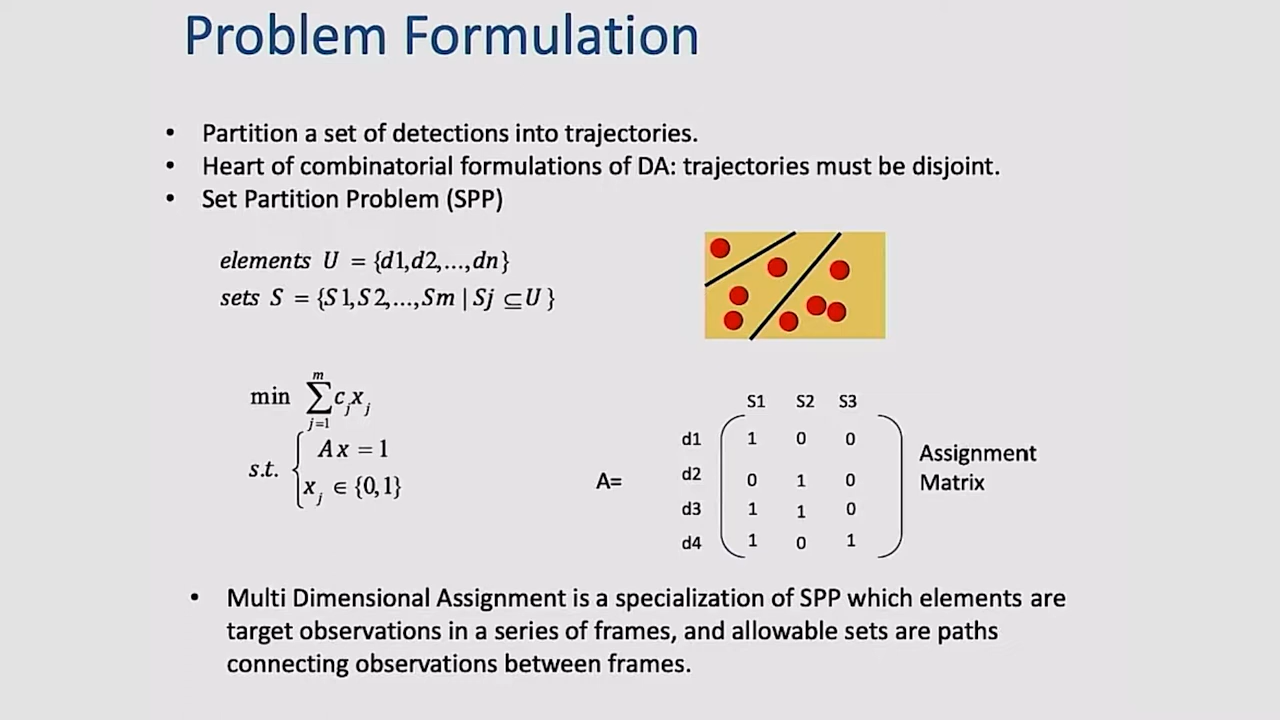 Problem Formulation
• Partition a set of detections into trajectories.
• Heart of combinatorial formulations of DA: trajectories must be disjoint.
• Set Partition Problem (SPP)
elements U = {d1,d2,...,dn}
sets S = {S1,S2,...,Sm | Sj ⊆U }
min ∑_{j=1}^{m} c_j x_j
s.t. { Ax = 1
x_j ∈ {0,1}
S1 S2 S3
d1 1 0 0
d2 0 1 0
A=
d3 1 1 0
d4 1 0 1
Assignment
Matrix
• Multi Dimensional Assignment is a specialization of SPP which elements are
target observations in a series of frames, and allowable sets are paths
connecting observations between frames.